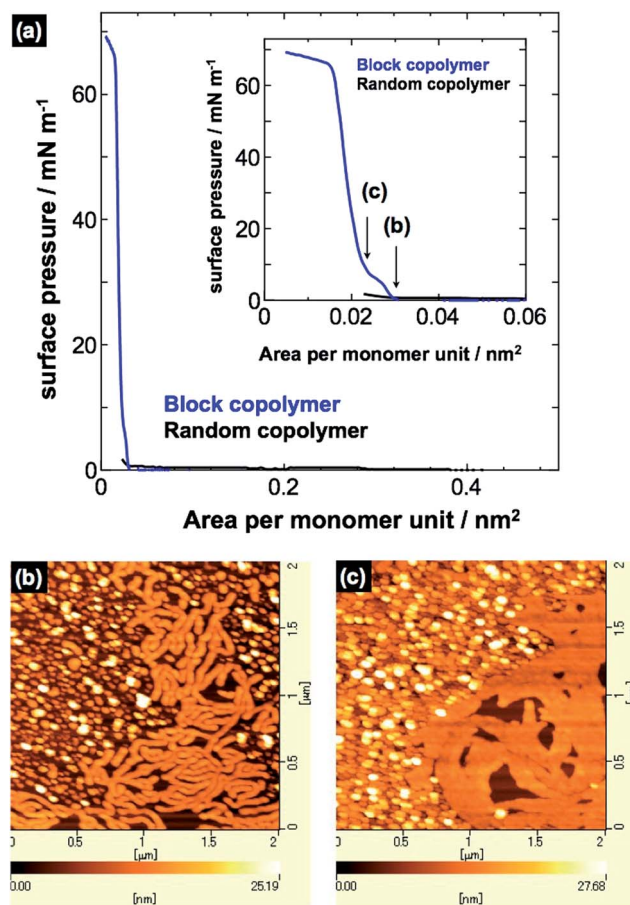 (a)
surface pressure / mN m⁻¹
60
40
20
0
0
0.2
0.4
Area per monomer unit / nm²
Block copolymer
Random copolymer
surface pressure / mN m⁻¹
60
40
20
0
0
0.02
0.04
0.06
Area per monomer unit / nm²
Block copolymer
Random copolymer
(c)
(b)
(b)
2
1.5
1
0.5
0
[μm]
0.0
0.5
1
1.5
2
[μm]
0.00
25.19
[nm]
(c)
2
1.5
1
0.5
0
[μm]
0.0
0.5
1
1.5
2
[μm]
0.00
27.68
[nm]